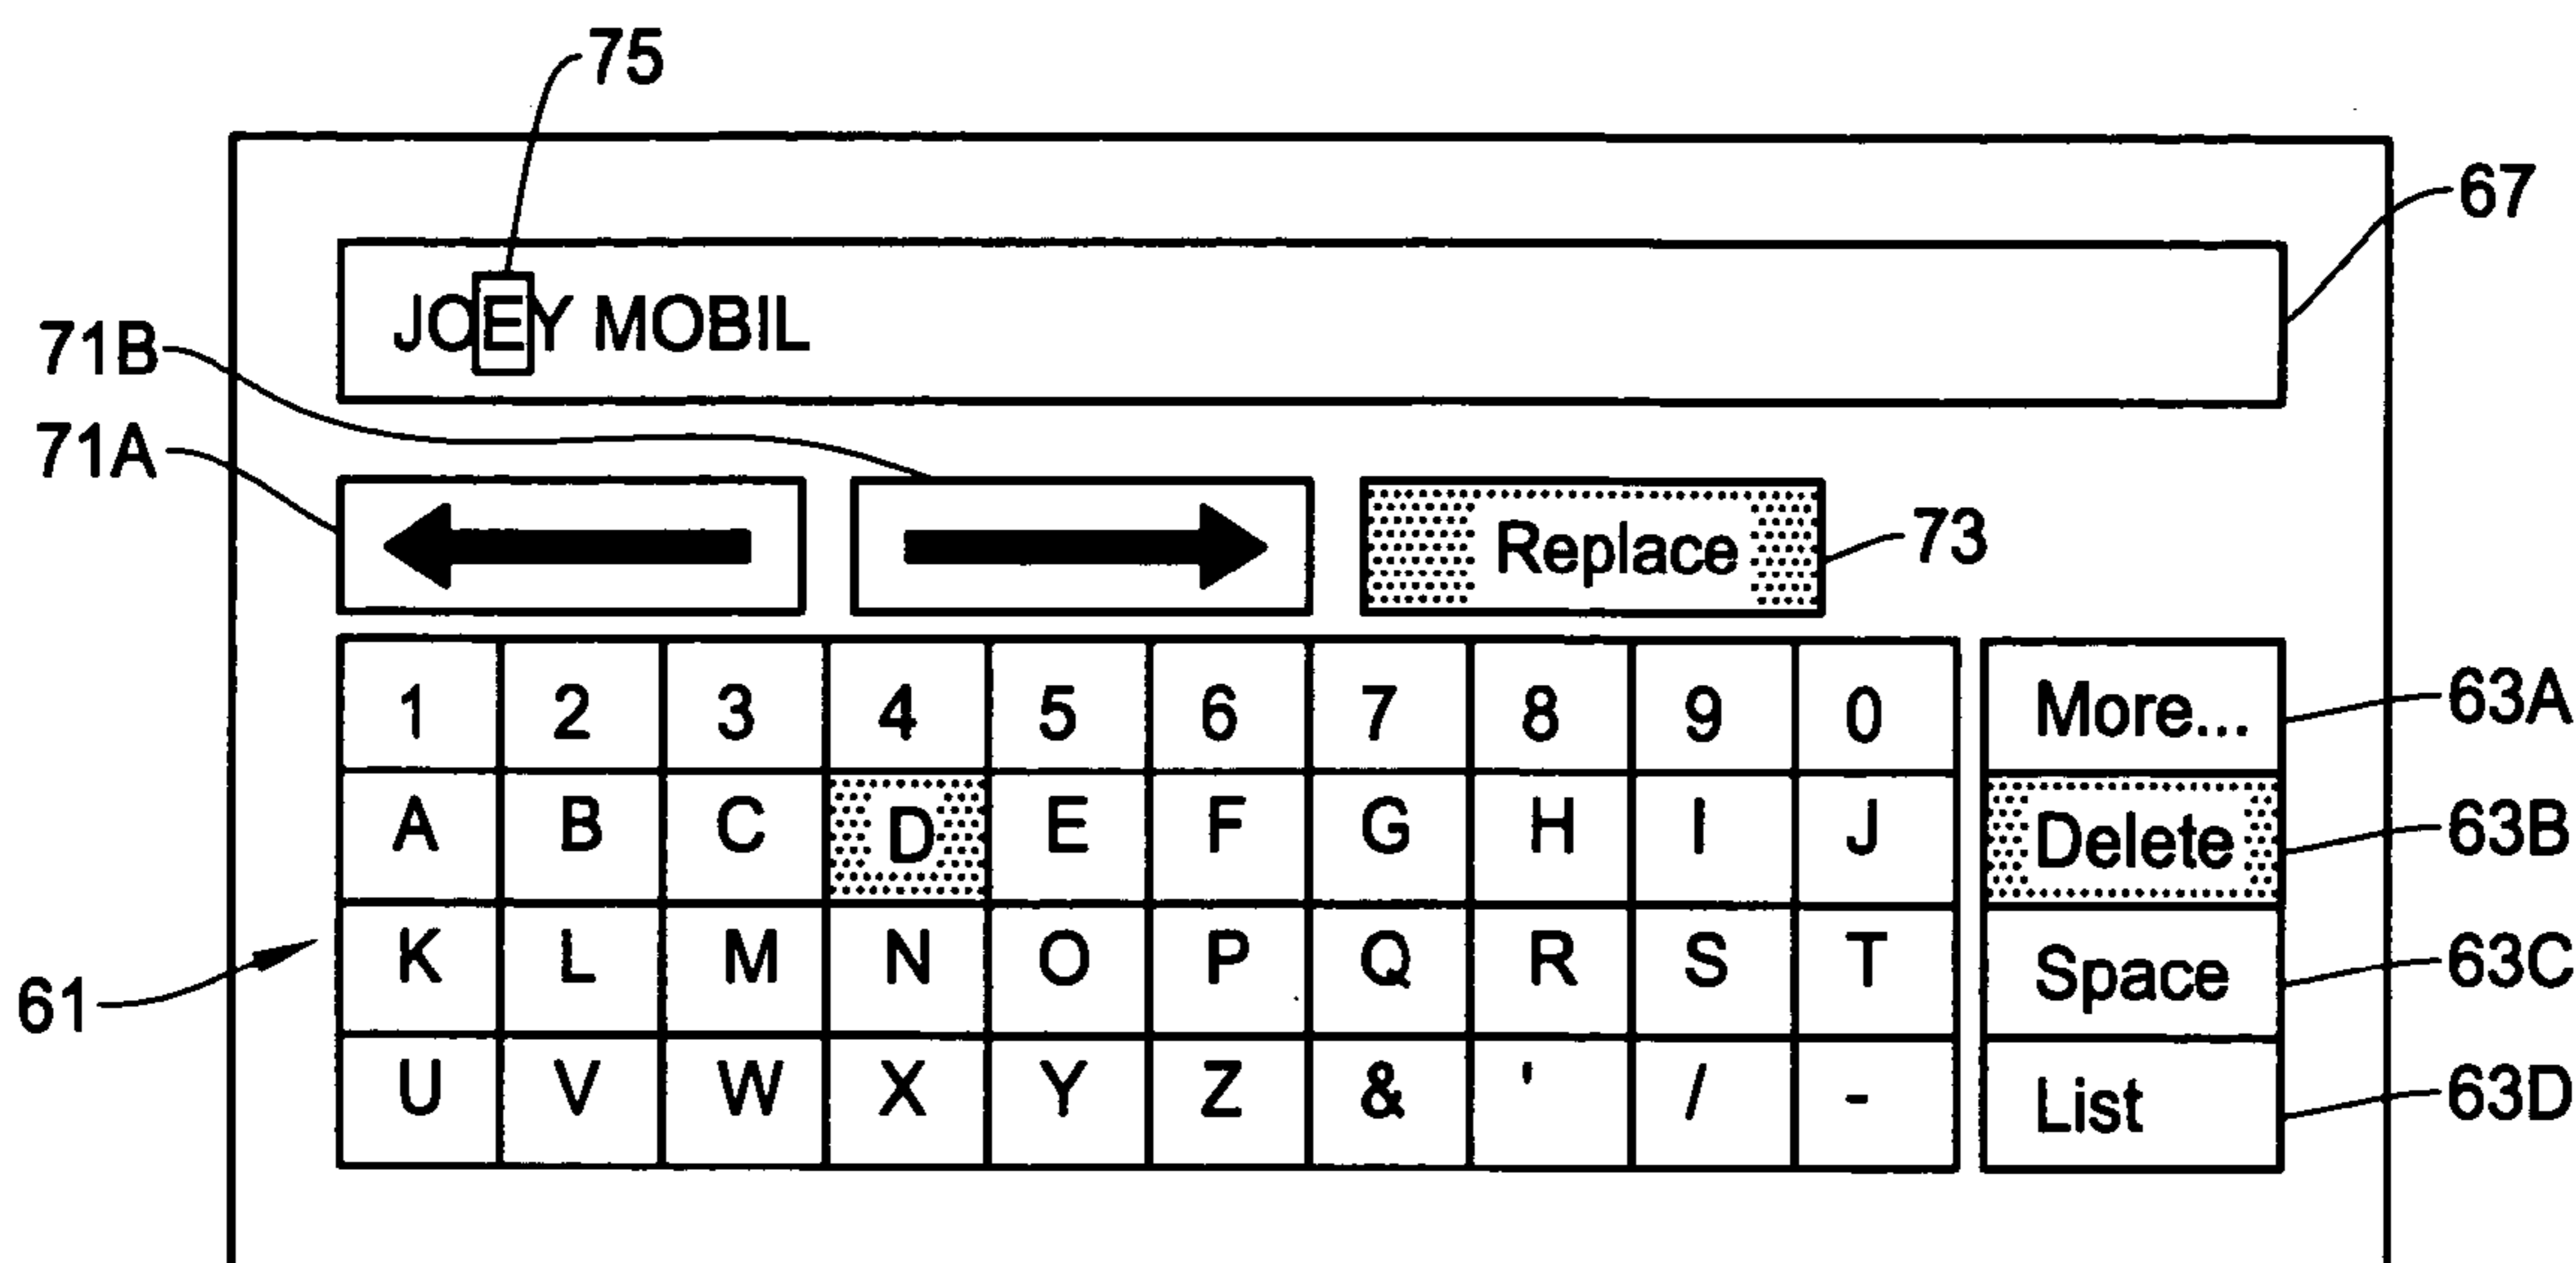 75
67
JOEY MOBIL
71B
71A
Replace 73
1 2 3 4 5 6 7 8 9 0 More... 63A
A B C D E F G H I J Delete 63B
K L M N O P Q R S T Space 63C
61
U V W X Y Z & ' / - List 63D